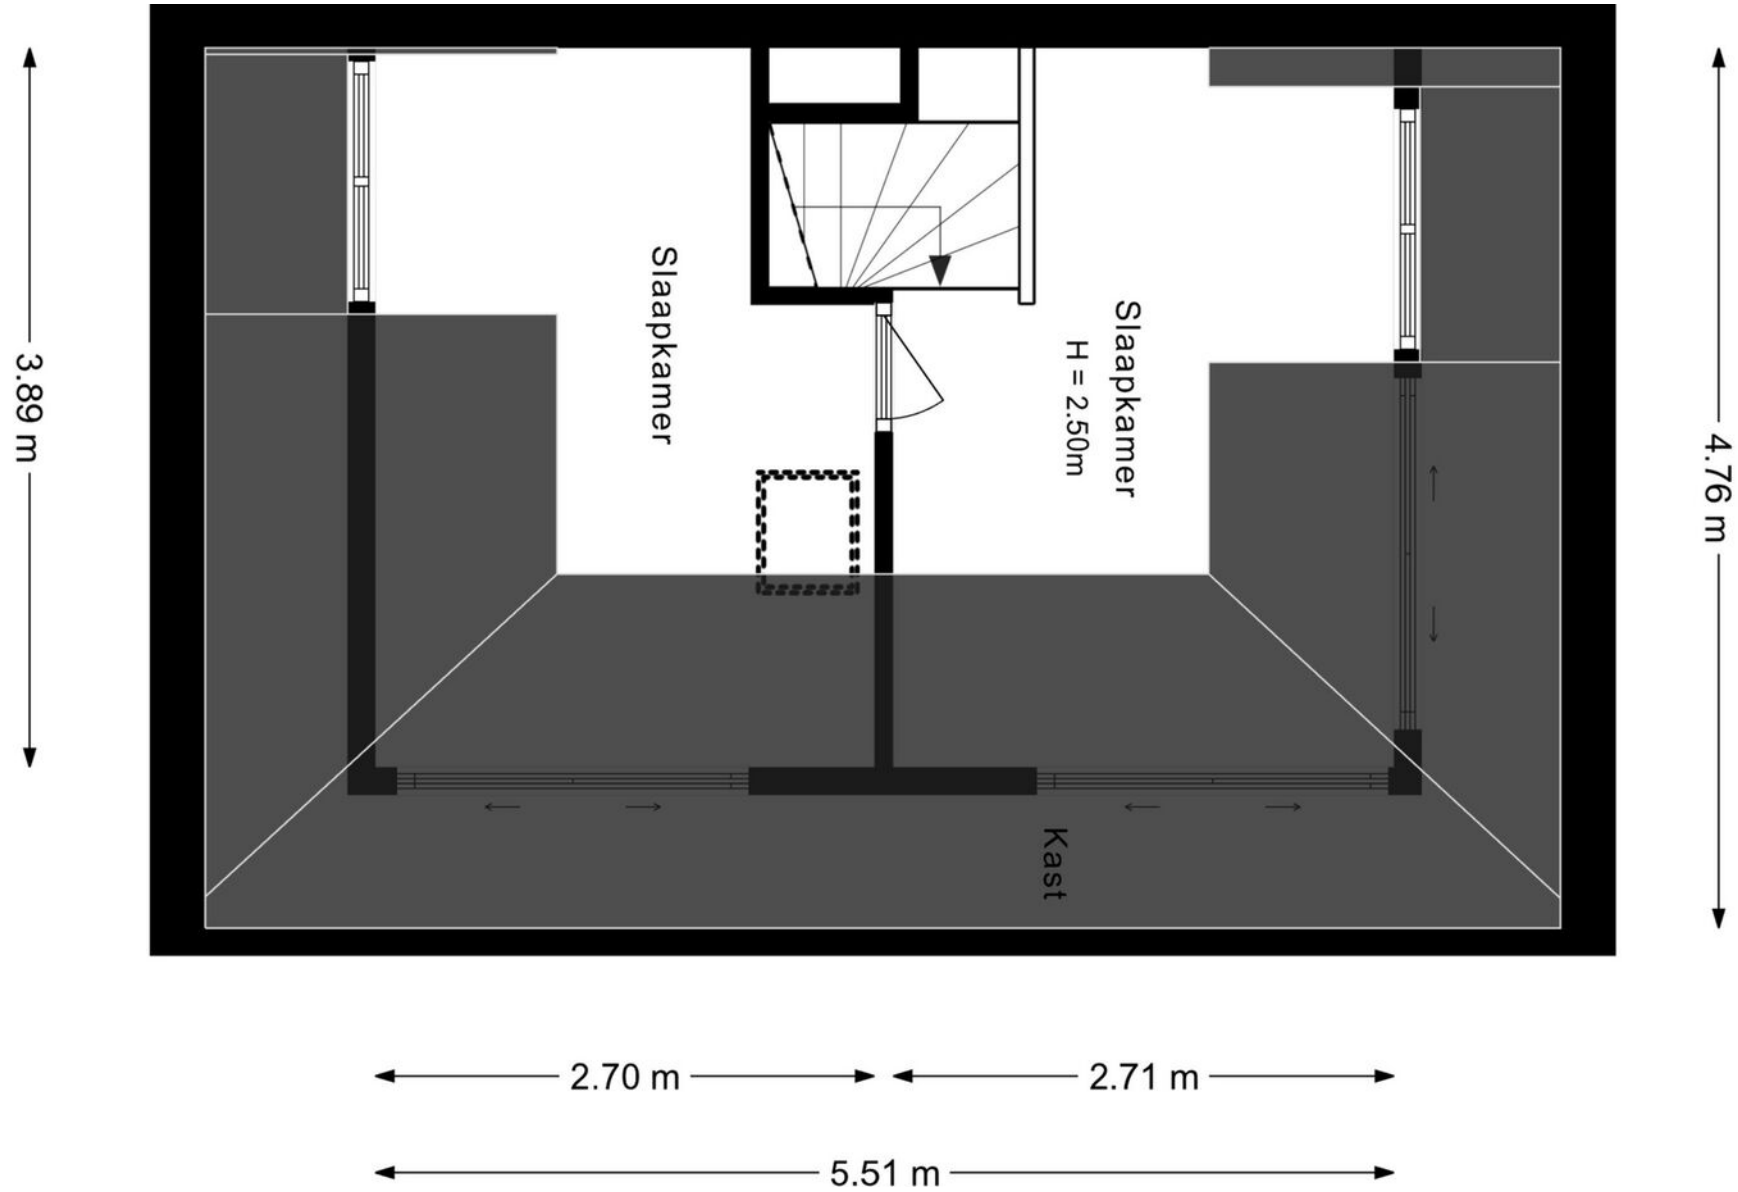 3.89 m
Slaapkamer
Slaapkamer
H = 2.50m
4.76 m
Kast
2.70 m
2.71 m
5.51 m